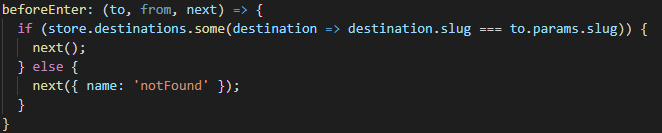 beforeEnter: (to, from, next) => {
  if (store.destinations.some(destination => destination.slug === to.params.slug)) {
    next();
  } else {
    next({ name: 'notFound' });
  }
}